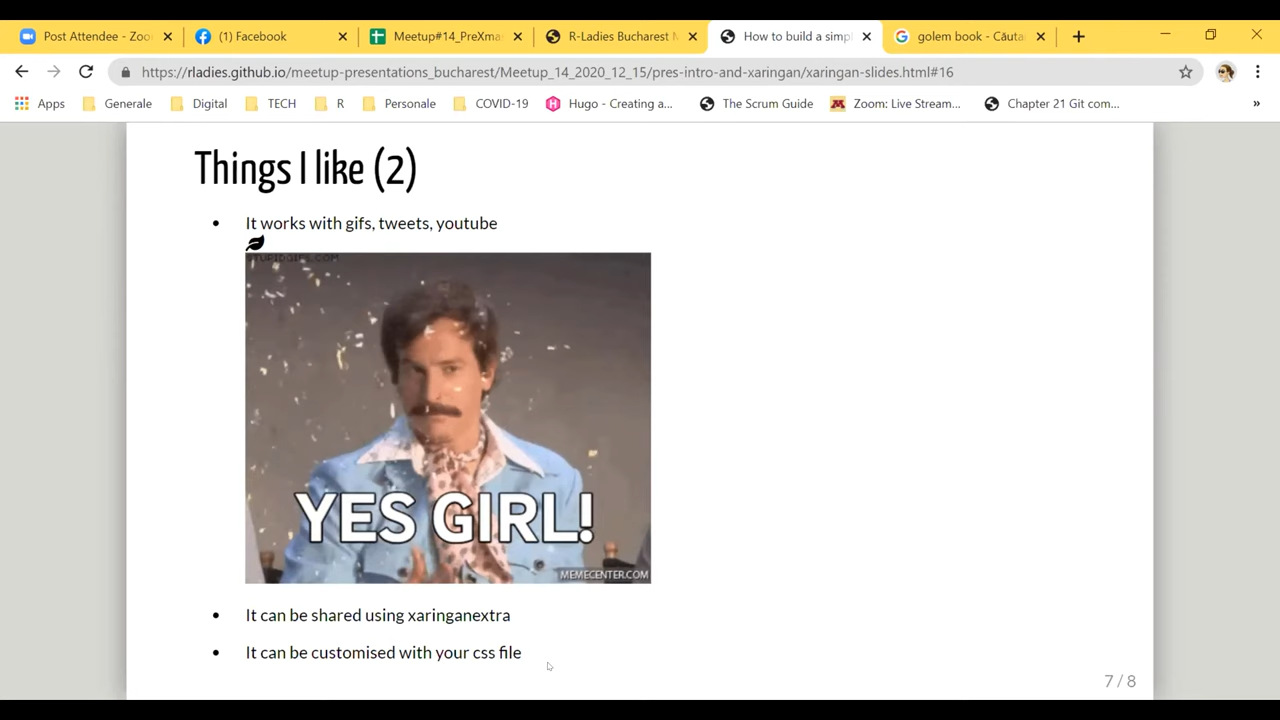 Post Attendee - Zoo
(1) Facebook
Meetup#14_PreXma
R-Ladies Bucharest M
How to build a simpl
golem book - Căuta
https://rladies.github.io/meetup-presentations_bucharest/Meetup_14_2020_12_15/pres-intro-and-xaringan/xaringan-slides.html#16
Apps
Generale
Digital
TECH
R
Personale
COVID-19
Hugo - Creating a...
The Scrum Guide
Zoom: Live Stream...
Chapter 21 Git com...
»
Things I like (2)
• It works with gifs, tweets, youtube
STUPIDGIFS.COM
YES GIRL!
MEMECENTER.COM
• It can be shared using xaringanextra
• It can be customised with your css file
7 / 8